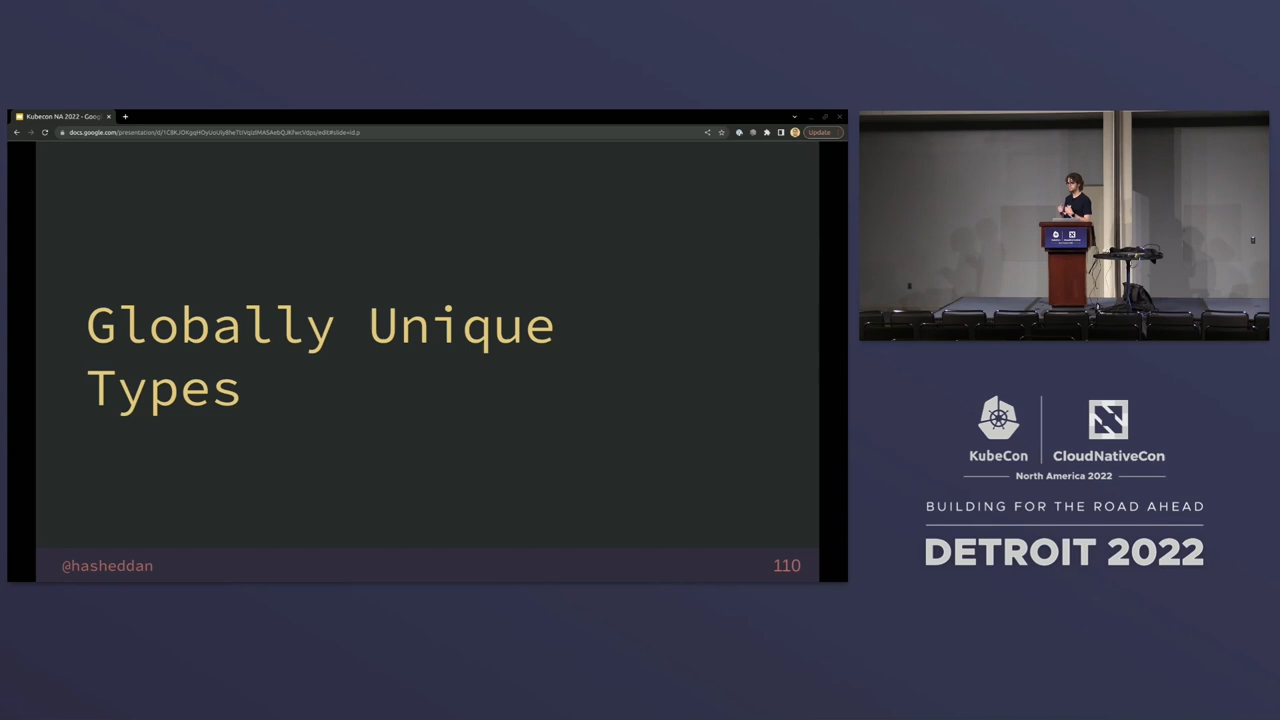 Kubecon NA 2022 - Goog
Update
Globally Unique
Types
@hasheddan
110
KubeCon
CloudNativeCon
North America 2022
BUILDING FOR THE ROAD AHEAD
DETROIT 2022